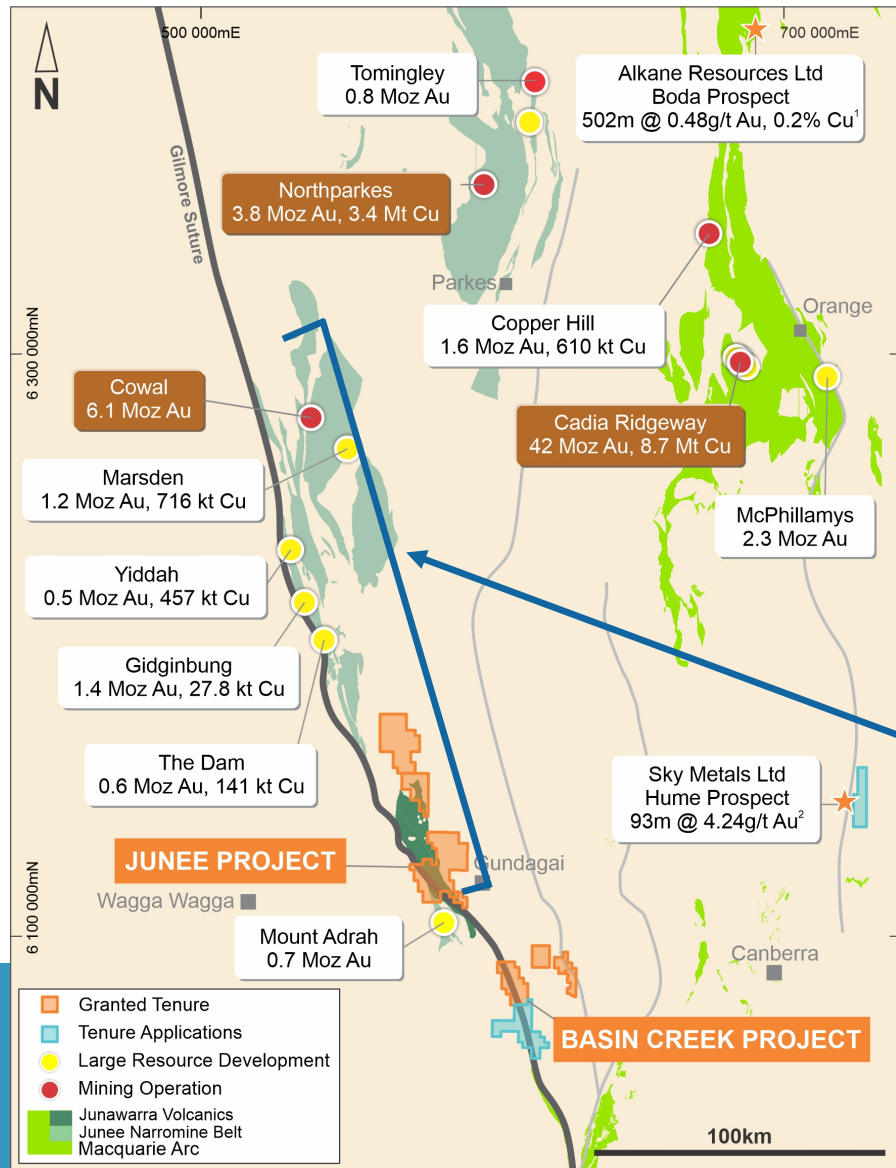 500 000mE
700 000mE
N
Gilmore Suture
Tomingley
0.8 Moz Au
Alkane Resources Ltd
Boda Prospect
502m @ 0.48g/t Au, 0.2% Cu¹
Northparkes
3.8 Moz Au, 3.4 Mt Cu
Parkes
Copper Hill
1.6 Moz Au, 610 kt Cu
Orange
6 300 000mN
Cowal
6.1 Moz Au
Cadia Ridgeway
42 Moz Au, 8.7 Mt Cu
Marsden
1.2 Moz Au, 716 kt Cu
McPhillamys
2.3 Moz Au
Yiddah
0.5 Moz Au, 457 kt Cu
Gidginbung
1.4 Moz Au, 27.8 kt Cu
The Dam
0.6 Moz Au, 141 kt Cu
Sky Metals Ltd
Hume Prospect
93m @ 4.24g/t Au²
JUNEE PROJECT
Gundagai
Wagga Wagga
6 100 000mN
Mount Adrah
0.7 Moz Au
Canberra
BASIN CREEK PROJECT
Granted Tenure
Tenure Applications
Large Resource Development
Mining Operation
Junawarra Volcanics
Junee Narromine Belt
Macquarie Arc
100km